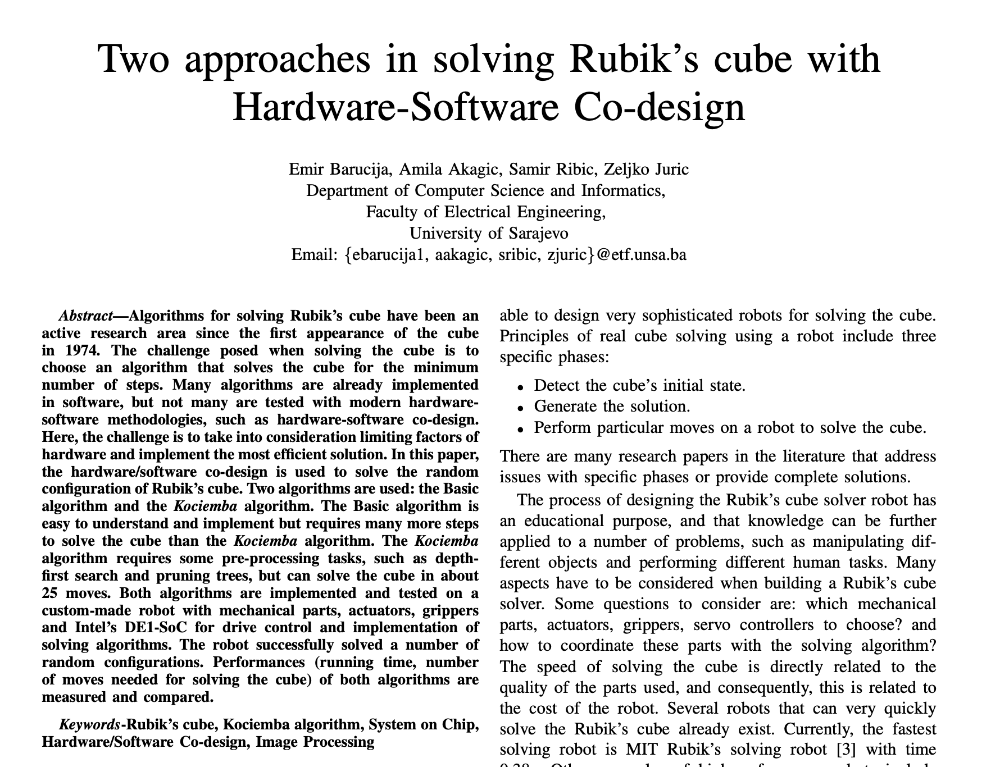 Two approaches in solving Rubik's cube with
Hardware-Software Co-design
Emir Barucija, Amila Akagic, Samir Ribic, Zeljko Juric
Department of Computer Science and Informatics,
Faculty of Electrical Engineering,
University of Sarajevo
Email: {ebarucija1, aakagic, sribic, zjuric}@etf.unsa.ba
Abstract—Algorithms for solving Rubik's cube have been an
active research area since the first appearance of the cube
in 1974. The challenge posed when solving the cube is to
choose an algorithm that solves the cube for the minimum
number of steps. Many algorithms are already implemented
in software, but not many are tested with modern hardware-
software methodologies, such as hardware-software co-design.
Here, the challenge is to take into consideration limiting factors of
hardware and implement the most efficient solution. In this paper,
the hardware/software co-design is used to solve the random
configuration of Rubik's cube. Two algorithms are used: the Basic
algorithm and the Kociemba algorithm. The Basic algorithm is
easy to understand and implement but requires many more steps
to solve the cube than the Kociemba algorithm. The Kociemba
algorithm requires some pre-processing tasks, such as depth-
first search and pruning trees, but can solve the cube in about
25 moves. Both algorithms are implemented and tested on a
custom-made robot with mechanical parts, actuators, grippers
and Intel's DE1-SoC for drive control and implementation of
solving algorithms. The robot successfully solved a number of
random configurations. Performances (running time, number
of moves needed for solving the cube) of both algorithms are
measured and compared.
Keywords-Rubik's cube, Kociemba algorithm, System on Chip,
Hardware/Software Co-design, Image Processing
able to design very sophisticated robots for solving the cube.
Principles of real cube solving using a robot include three
specific phases:
• Detect the cube's initial state.
• Generate the solution.
• Perform particular moves on a robot to solve the cube.
There are many research papers in the literature that address
issues with specific phases or provide complete solutions.
The process of designing the Rubik's cube solver robot has
an educational purpose, and that knowledge can be further
applied to a number of problems, such as manipulating dif-
ferent objects and performing different human tasks. Many
aspects have to be considered when building a Rubik's cube
solver. Some questions to consider are: which mechanical
parts, actuators, grippers, servo controllers to choose? and
how to coordinate these parts with the solving algorithm?
The speed of solving the cube is directly related to the
quality of the parts used, and consequently, this is related to
the cost of the robot. Several robots that can very quickly
solve the Rubik's cube already exist. Currently, the fastest
solving robot is MIT Rubik's solving robot [3] with time